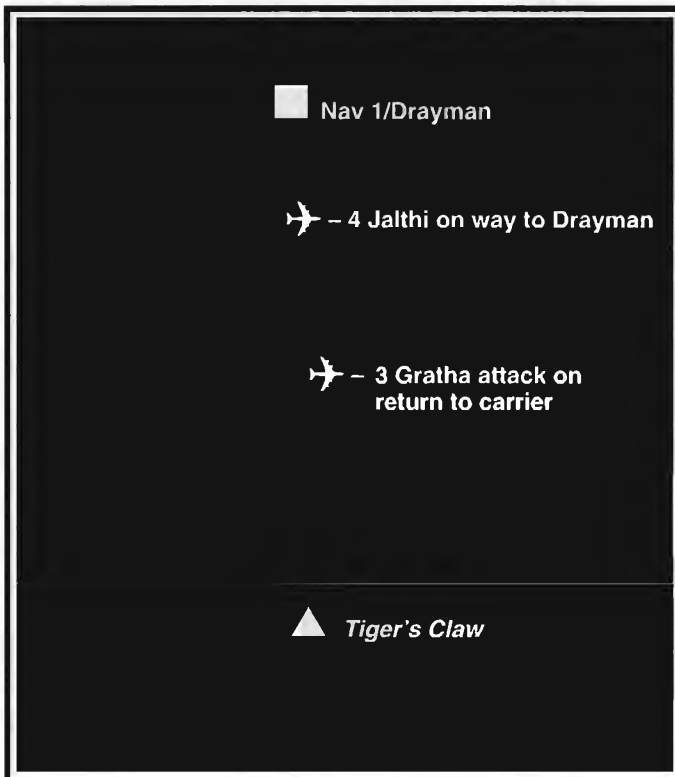 Nav 1/Drayman
– 4 Jalthi on way to Drayman
– 3 Gratha attack on
return to carrier
Tiger's Claw